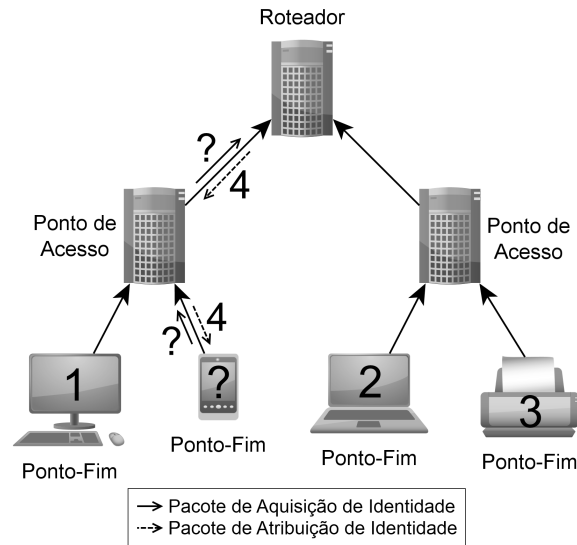 Roteador
?
4
Ponto de
Acesso
Ponto de
Acesso
?
4
1
?
2
3
Ponto-Fim
Ponto-Fim
Ponto-Fim
Ponto-Fim
Pacote de Aquisição de Identidade
Pacote de Atribuição de Identidade